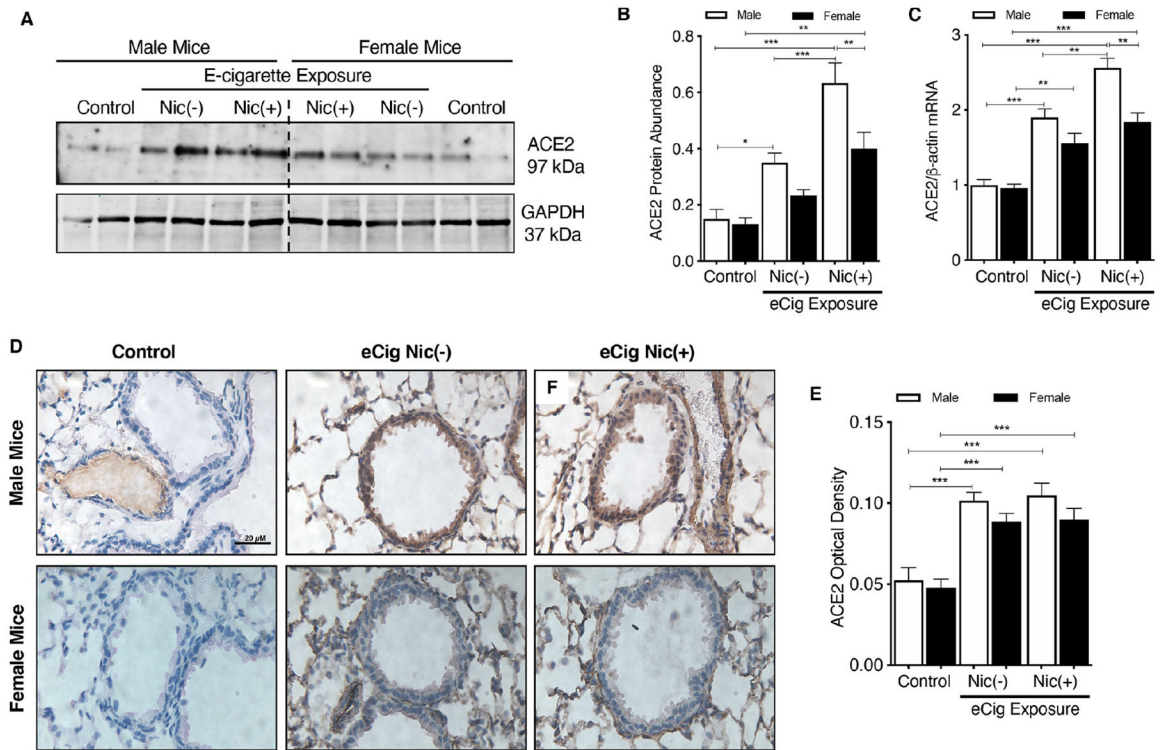 A
Male Mice
Female Mice
E-cigarette Exposure
Control
Nic(-)
Nic(+)
Nic(+)
Nic(-)
Control
ACE2
97 kDa
GAPDH
37 kDa
B
Male
Female
ACE2 Protein Abundance
0.8
0.6
0.4
0.2
0.0
**
***
**
***
*
Control
Nic(-)
Nic(+)
eCig Exposure
C
Male
Female
ACE2/β-actin mRNA
3
2
1
0
***
***
**
**
**
***
Control
Nic(-)
Nic(+)
eCig Exposure
D
Control
eCig Nic(-)
eCig Nic(+)
Male Mice
20 µM
F
Female Mice
E
Male
Female
ACE2 Optical Density
0.15
0.10
0.05
0.00
***
***
***
***
Control
Nic(-)
Nic(+)
eCig Exposure